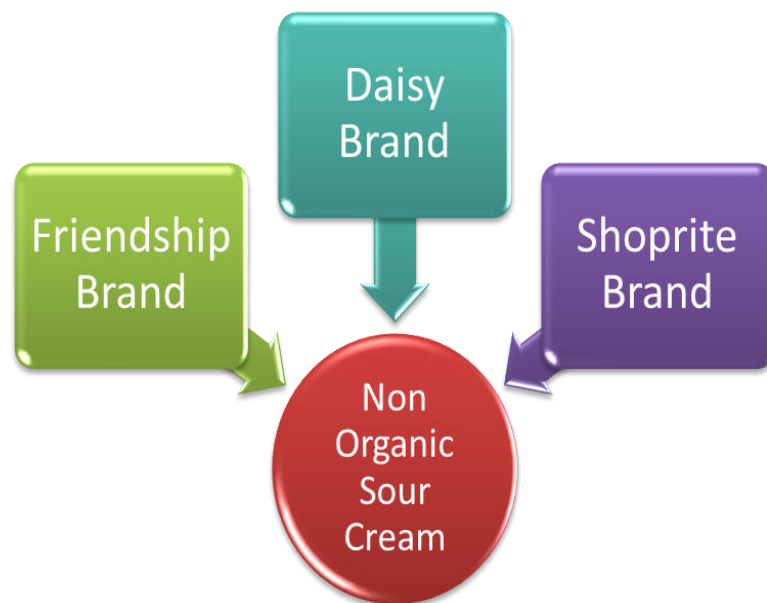 Daisy
Brand
Friendship
Brand
Shoprite
Brand
Non
Organic
Sour
Cream